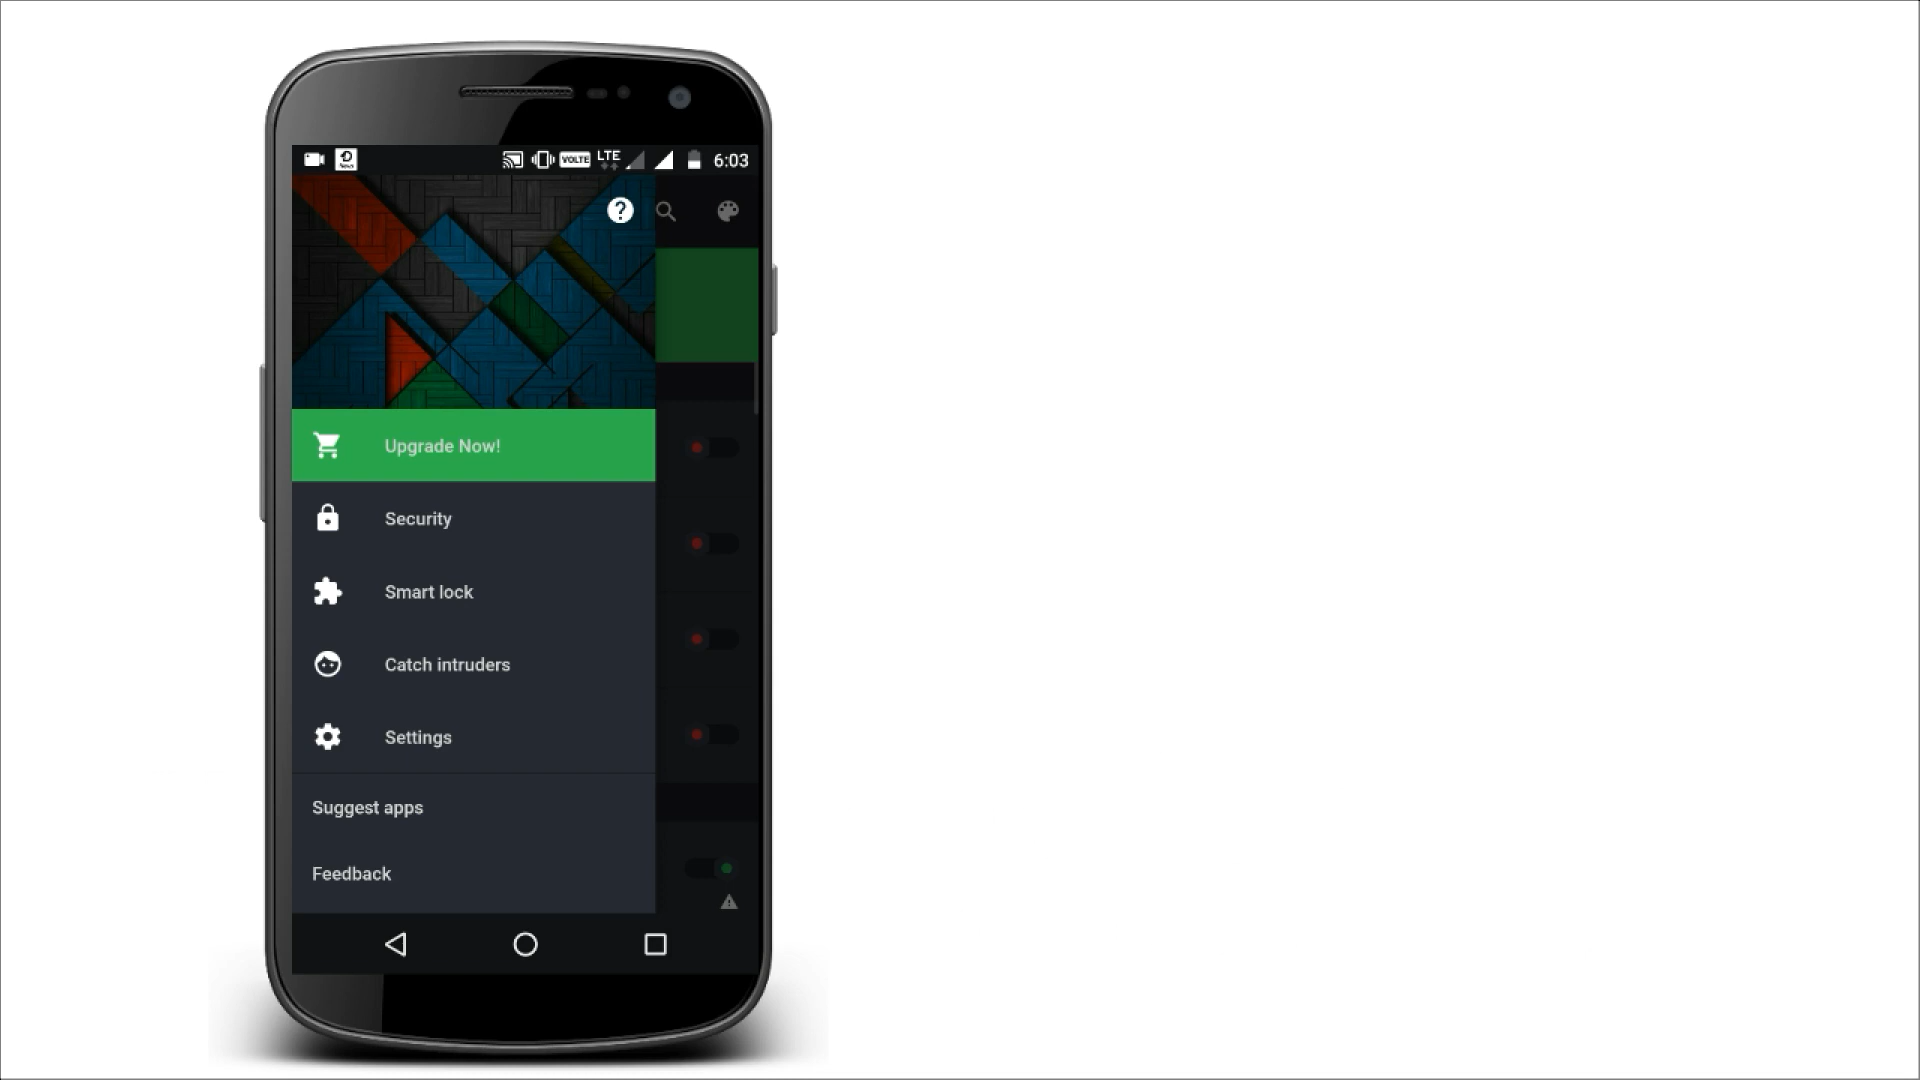 VOLTE LTE 6:03
Upgrade Now!
Security
Smart lock
Catch intruders
Settings
Suggest apps
Feedback